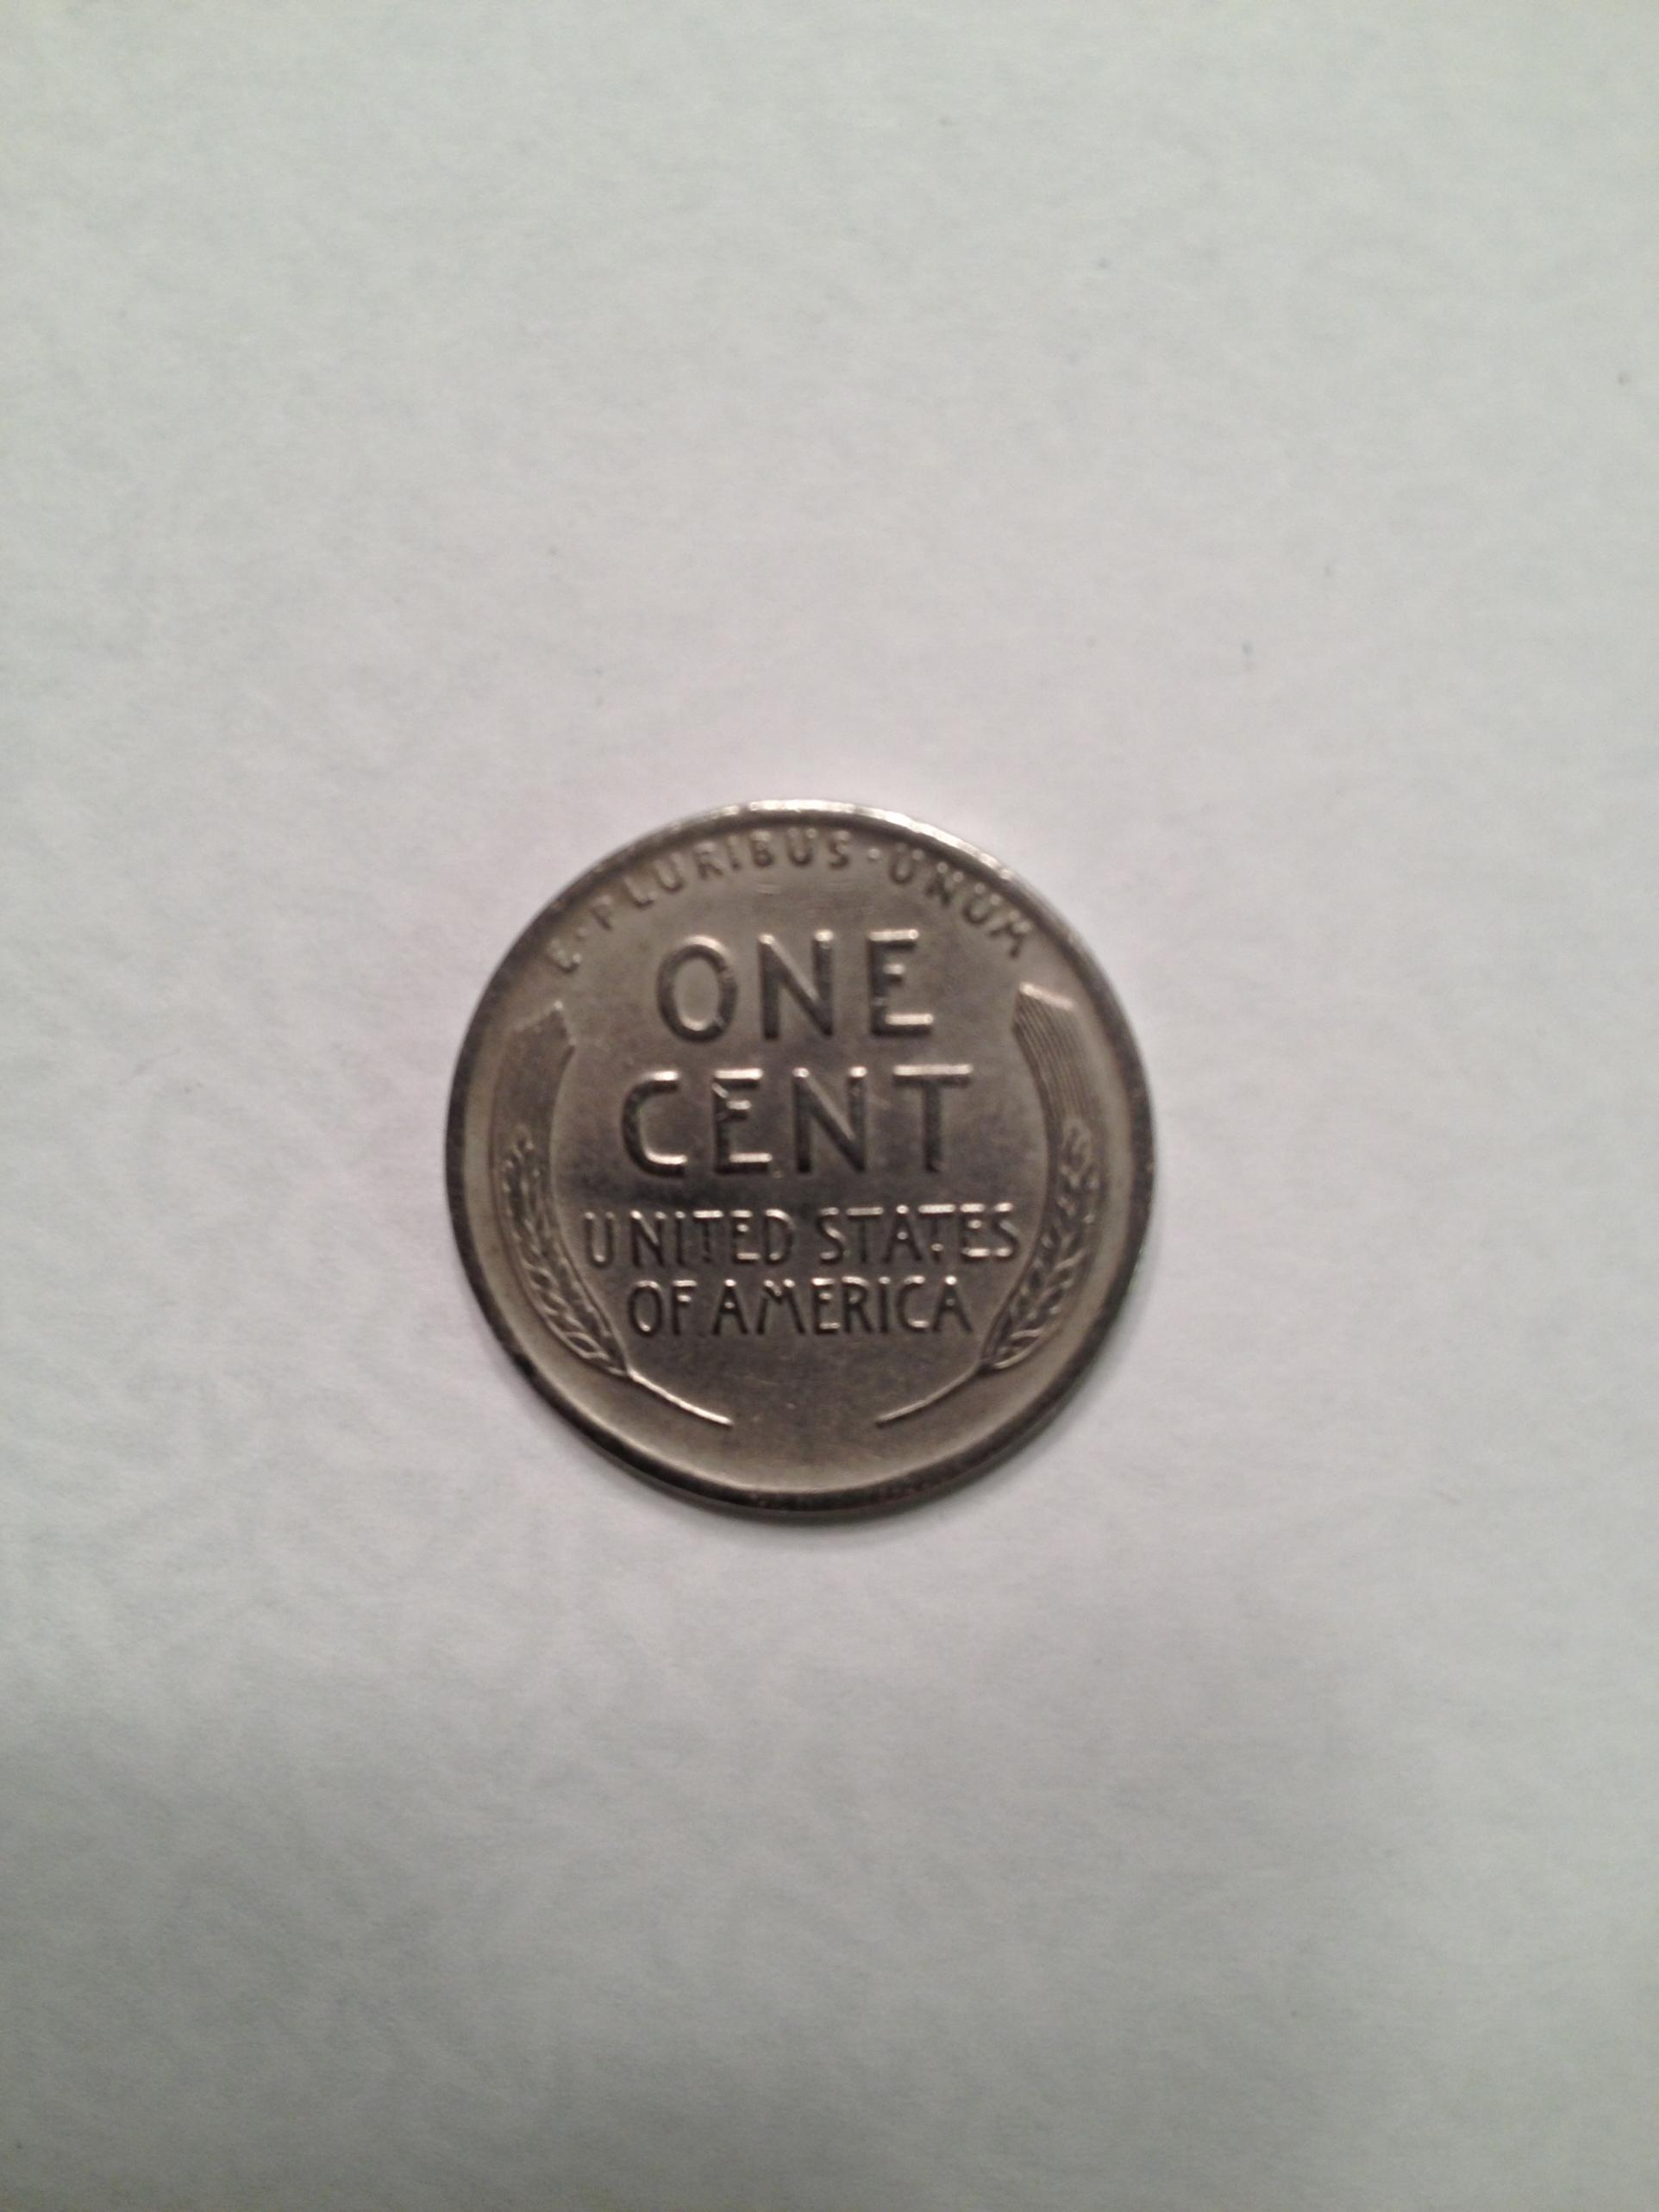 E·PLURIBUS·UNUM
ONE
CENT
UNITED STATES
OF AMERICA